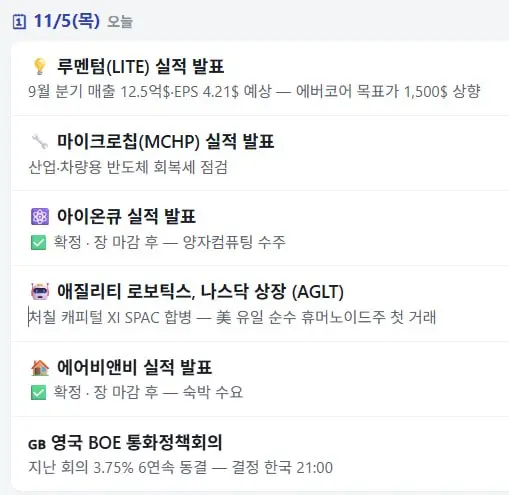 11/5(목) 오늘
루멘텀(LITE) 실적 발표
9월 분기 매출 12.5억$·EPS 4.21$ 예상 — 에버코어 목표가 1,500$ 상향
마이크로칩(MCHP) 실적 발표
산업·차량용 반도체 회복세 점검
아이온큐 실적 발표
✅ 확정 · 장 마감 후 — 양자컴퓨팅 수주
애질리티 로보틱스, 나스닥 상장 (AGLT)
처칠 캐피털 XI SPAC 합병 — 美 유일 순수 휴머노이드주 첫 거래
에어비앤비 실적 발표
✅ 확정 · 장 마감 후 — 숙박 수요
GB 영국 BOE 통화정책회의
지난 회의 3.75% 6연속 동결 — 결정 한국 21:00